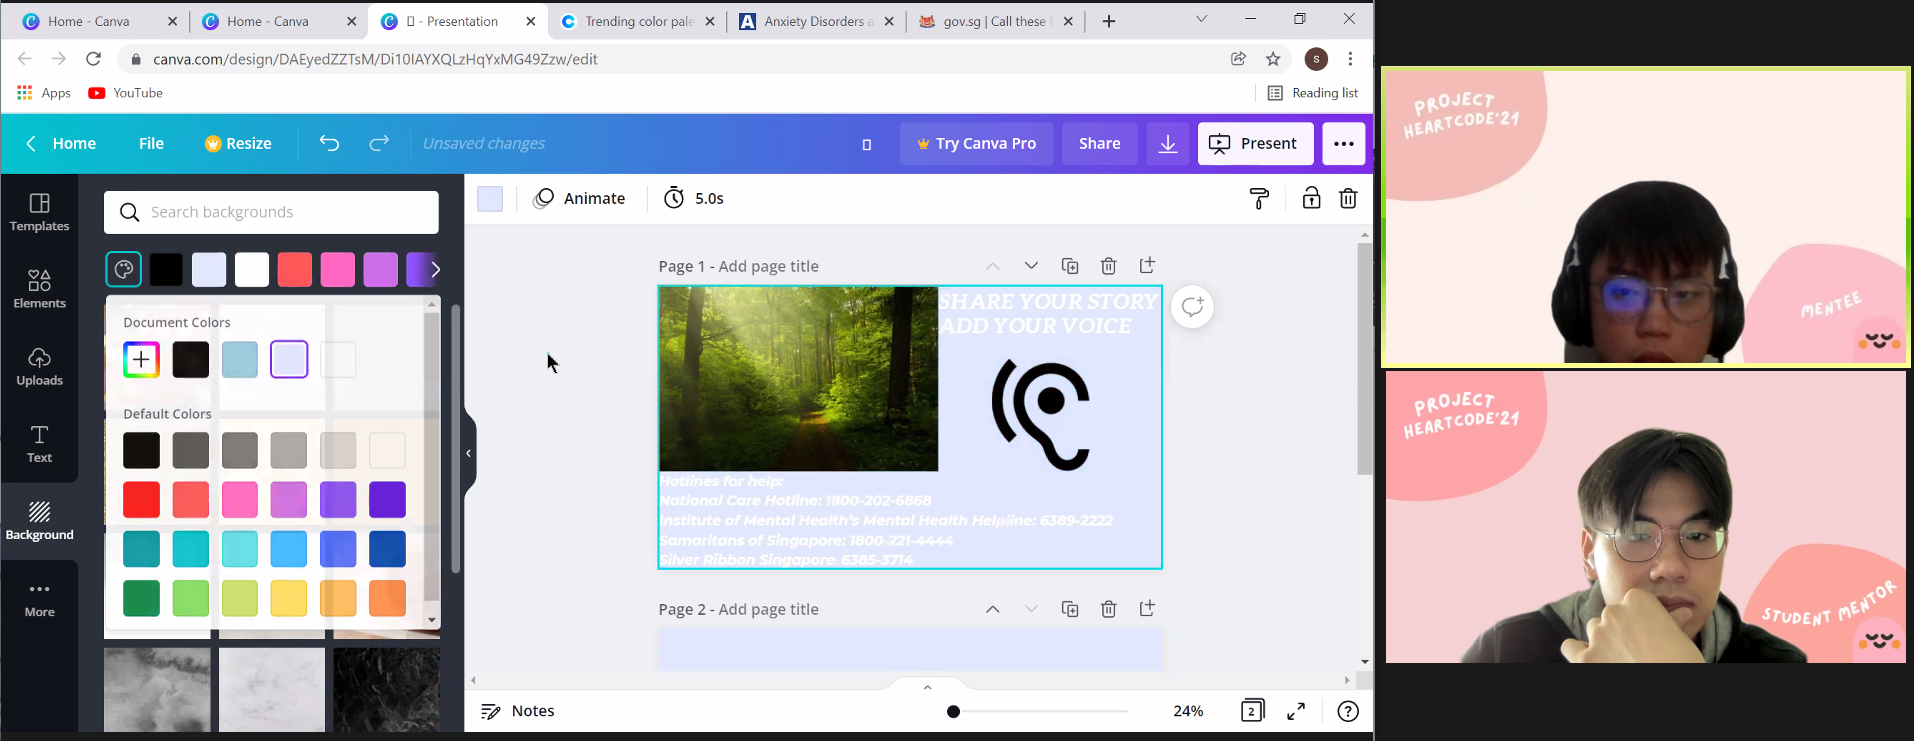 Home - Canva
Home - Canva
- Presentation
Trending color pale
Anxiety Disorders a
gov.sg | Call these
canva.com/design/DAEyedZZTsM/Di10IAYXQLzHqYxMG49Zzw/edit
S
Apps
YouTube
Reading list
Home
File
Resize
Unsaved changes
Try Canva Pro
Share
Present
Templates
Elements
Uploads
Text
Background
More
Search backgrounds
Document Colors
Default Colors
Animate
5.0s
Page 1 - Add page title
SHARE YOUR STORY
ADD YOUR VOICE
Hotlines for help:
National Care Hotline: 1800-202-6868
Institute of Mental Health's Mental Health Helpline: 6389-2222
Samaritans of Singapore: 1800-221-4444
Silver Ribbon Singapore: 6385-3714
Page 2 - Add page title
Notes
24%
2
PROJECT
HEARTCODE'21
MENTEE
PROJECT
HEARTCODE'21
STUDENT MENTOR